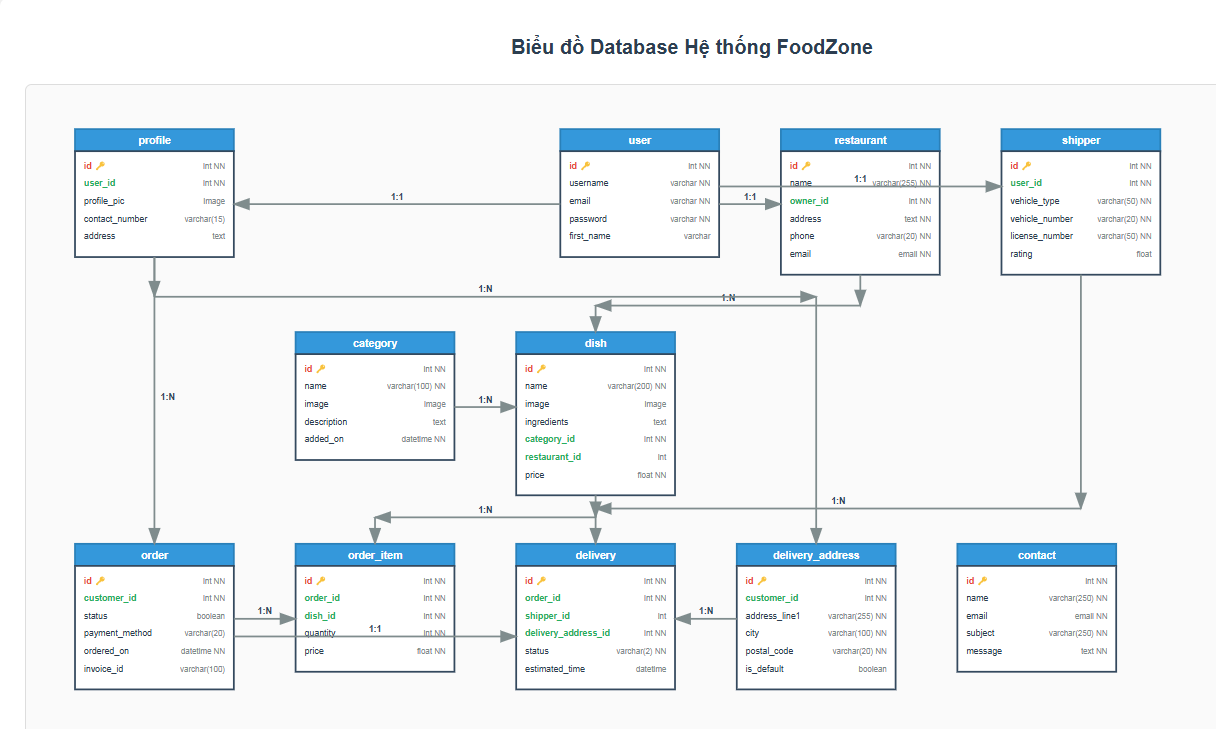 Biểu đồ Database Hệ thống FoodZone
profile
id 🔑 Int NN
user_id Int NN
profile_pic Image
contact_number varchar(15)
address text
user
id 🔑 Int NN
username varchar NN
email varchar NN
password varchar NN
first_name varchar
restaurant
id 🔑 Int NN
name varchar(255) NN
owner_id Int NN
address text NN
phone varchar(20) NN
email email NN
shipper
id 🔑 Int NN
user_id Int NN
vehicle_type varchar(50) NN
vehicle_number varchar(20) NN
license_number varchar(50) NN
rating float
1:1
1:1
1:1
1:N
1:N
category
id 🔑 Int NN
name varchar(100) NN
image Image
description text
added_on datetime NN
dish
id 🔑 Int NN
name varchar(200) NN
image Image
ingredients text
category_id Int NN
restaurant_id Int
price float NN
1:N
1:N
1:N
1:N
order
id 🔑 Int NN
customer_id Int NN
status boolean
payment_method varchar(20)
ordered_on datetime NN
invoice_id varchar(100)
order_item
id 🔑 Int NN
order_id Int NN
dish_id Int NN
quantity Int NN
price float NN
delivery
id 🔑 Int NN
order_id Int NN
shipper_id Int
delivery_address_id Int NN
status varchar(2) NN
estimated_time datetime
delivery_address
id 🔑 Int NN
customer_id Int NN
address_line1 varchar(255) NN
city varchar(100) NN
postal_code varchar(20) NN
is_default boolean
contact
id 🔑 Int NN
name varchar(250) NN
email email NN
subject varchar(250) NN
message text NN
1:N
1:1
1:N